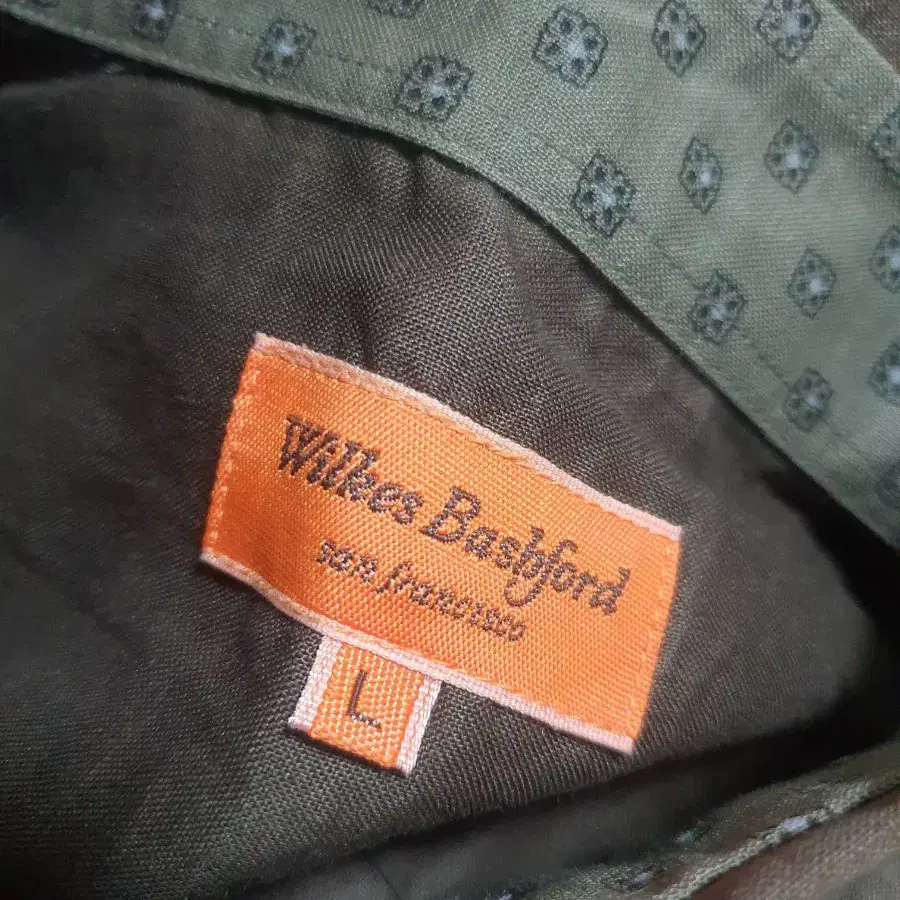 Wilkes Bashford
san francisco
L